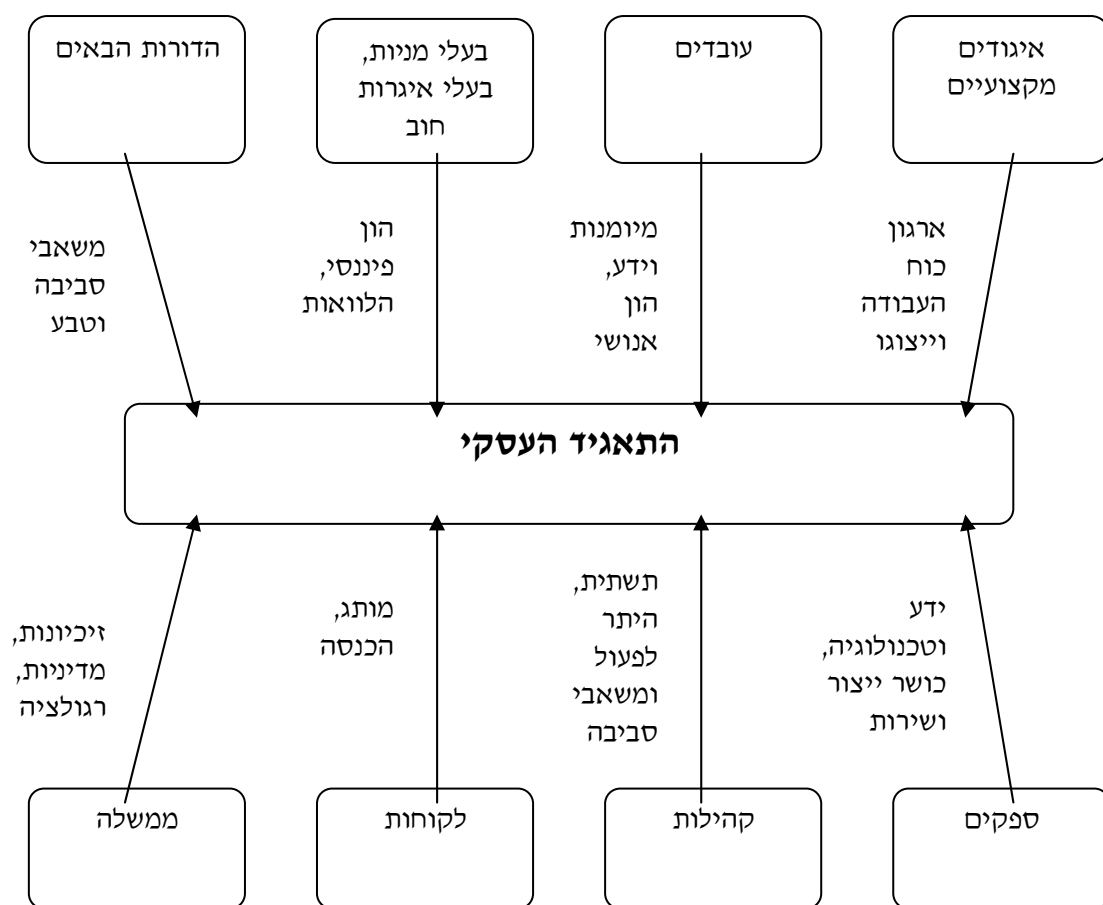 איגודים
מקצועיים
עובדים
בעלי מניות,
בעלי איגרות
חוב
הדורות הבאים
ארגון
כוח
העבודה
וייצוגו
מיומנות
וידע,
הון
אנושי
הון
פיננסי,
הלוואות
משאבי
סביבה
וטבע
התאגיד העסקי
ידע
וטכנולוגיה,
כושר ייצור
ושירות
תשתית,
היתר
לפעול
ומשאבי
סביבה
מותג,
הכנסה
זיכיונות,
מדיניות,
רגולציה
ספקים
קהילות
לקוחות
ממשלה